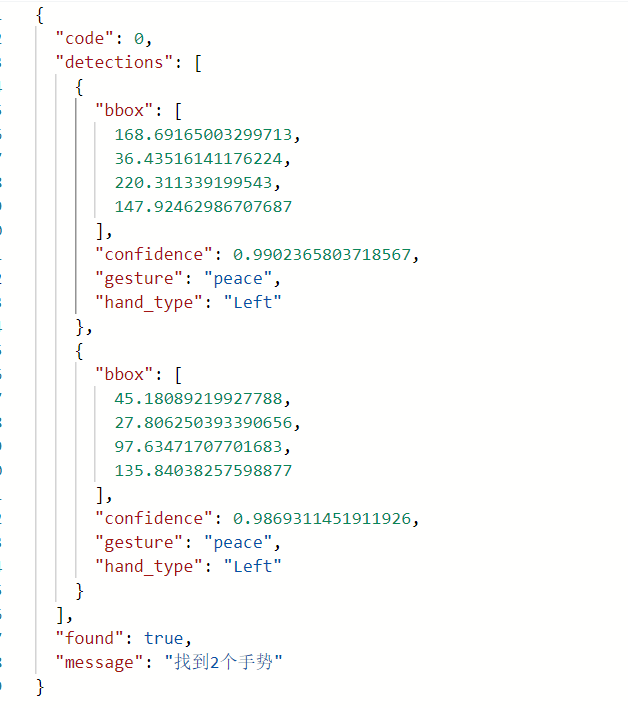 {
"code": 0,
"detections": [
{
"bbox": [
168.69165003299713,
36.43516141176224,
220.311339199543,
147.92462986707687
],
"confidence": 0.9902365803718567,
"gesture": "peace",
"hand_type": "Left"
},
{
"bbox": [
45.18089219927788,
27.806250393390656,
97.63471707701683,
135.84038257598877
],
"confidence": 0.9869311451911926,
"gesture": "peace",
"hand_type": "Left"
}
],
"found": true,
"message": "找到2个手势"
}